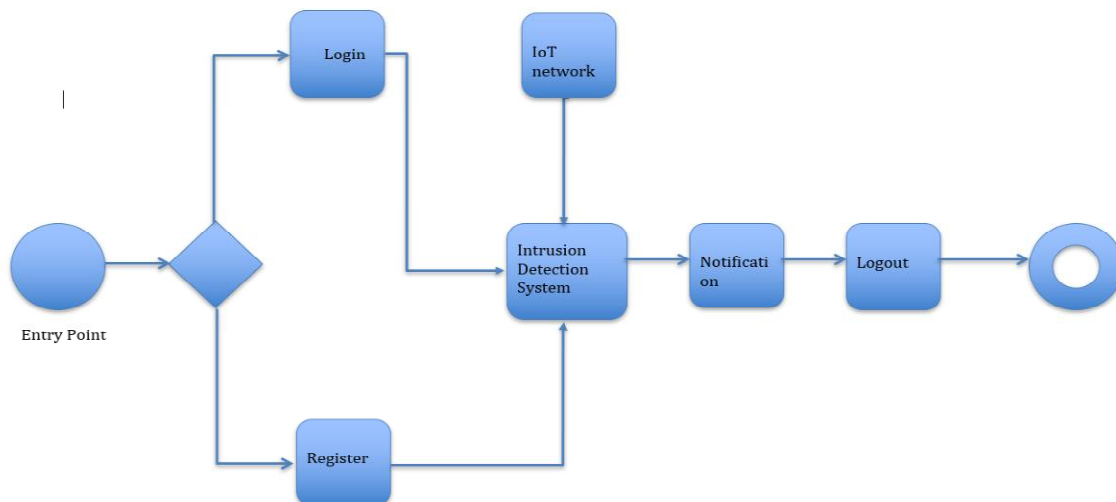 Login
IoT
network
Intrusion
Detection
System
Notificati
on
Logout
Entry Point
Register